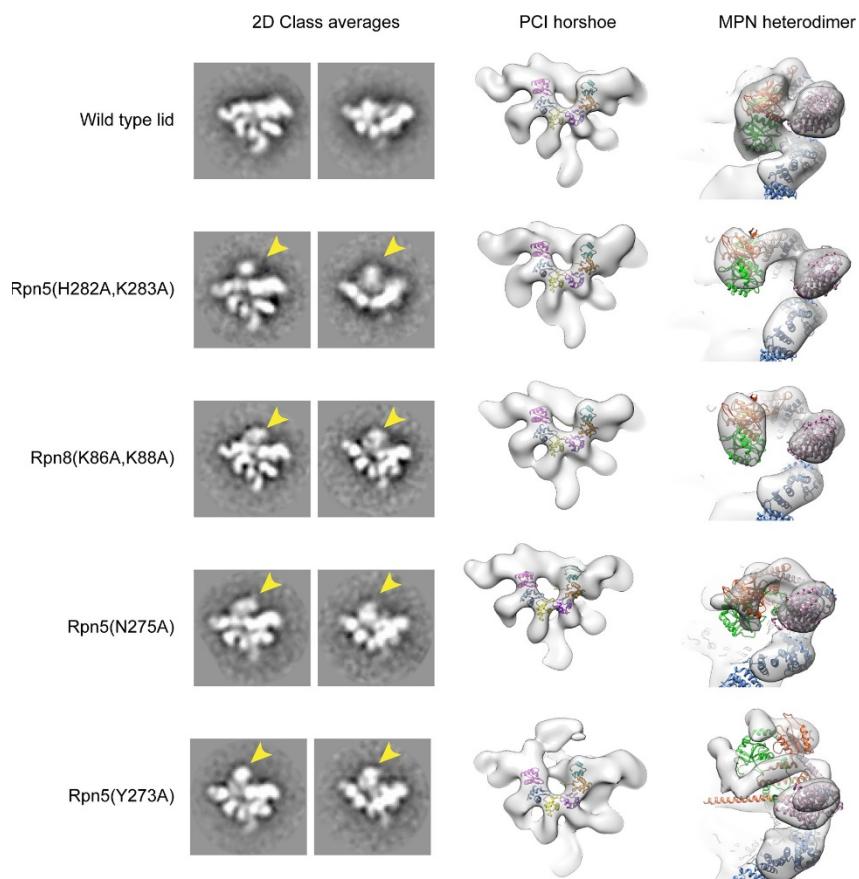 2D Class averages PCI horshoe MPN heterodimer
Wild type lid
Rpn5(H282A,K283A)
Rpn8(K86A,K88A)
Rpn5(N275A)
Rpn5(Y273A)